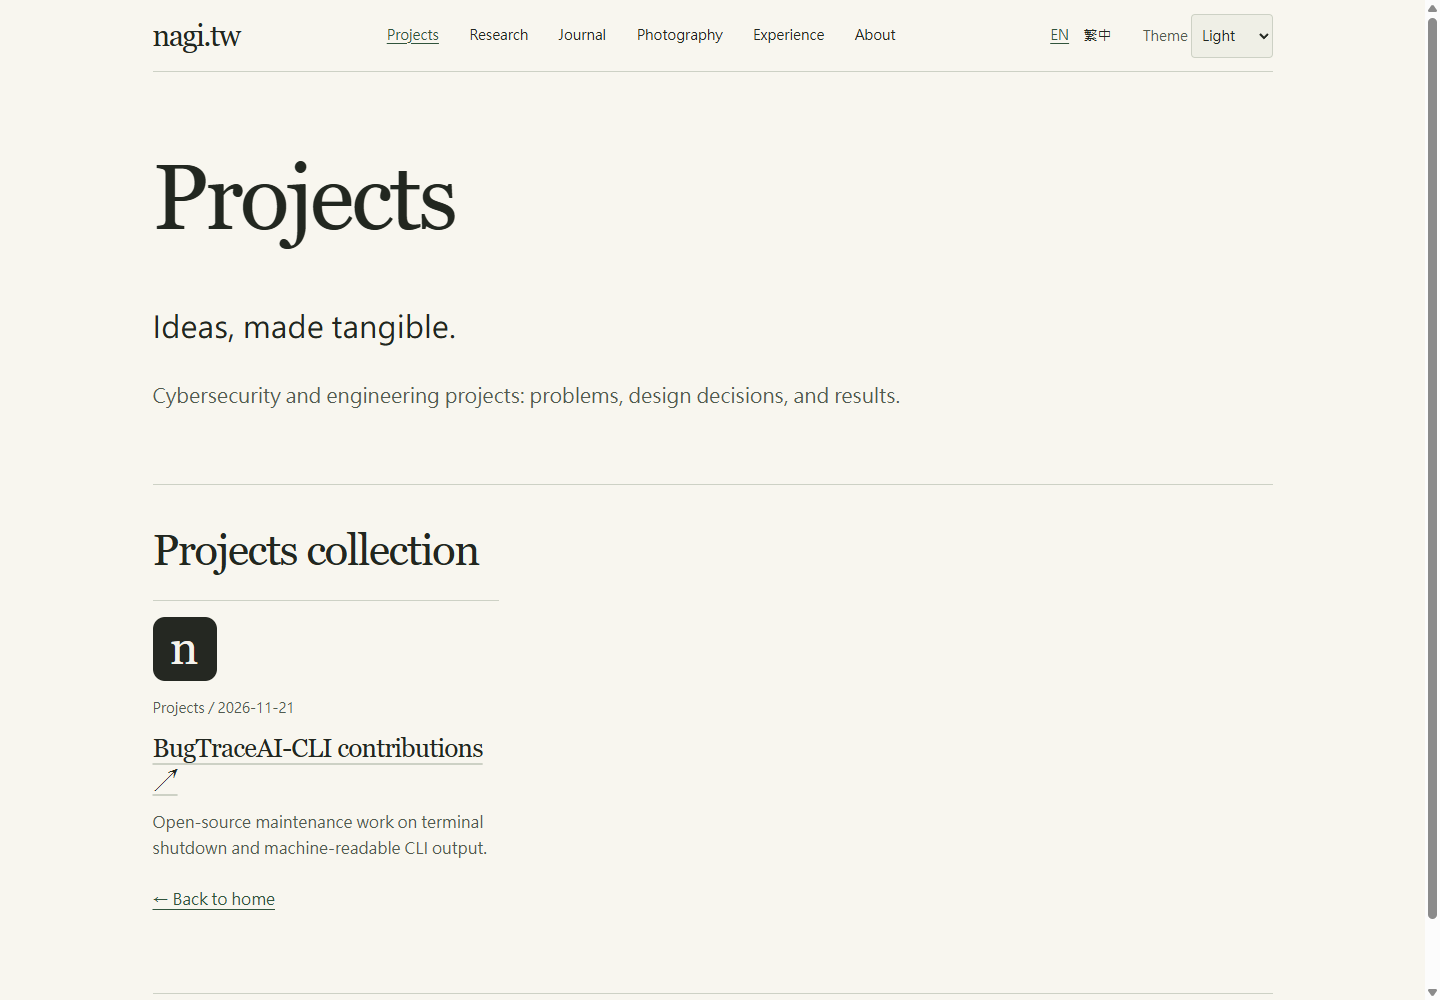 nagi.tw
Projects Research Journal Photography Experience About
EN 繁中 Theme Light
Projects
Ideas, made tangible.
Cybersecurity and engineering projects: problems, design decisions, and results.
Projects collection
n
Projects / 2026-11-21
BugTraceAI-CLI contributions
↗
Open-source maintenance work on terminal
shutdown and machine-readable CLI output.
← Back to home